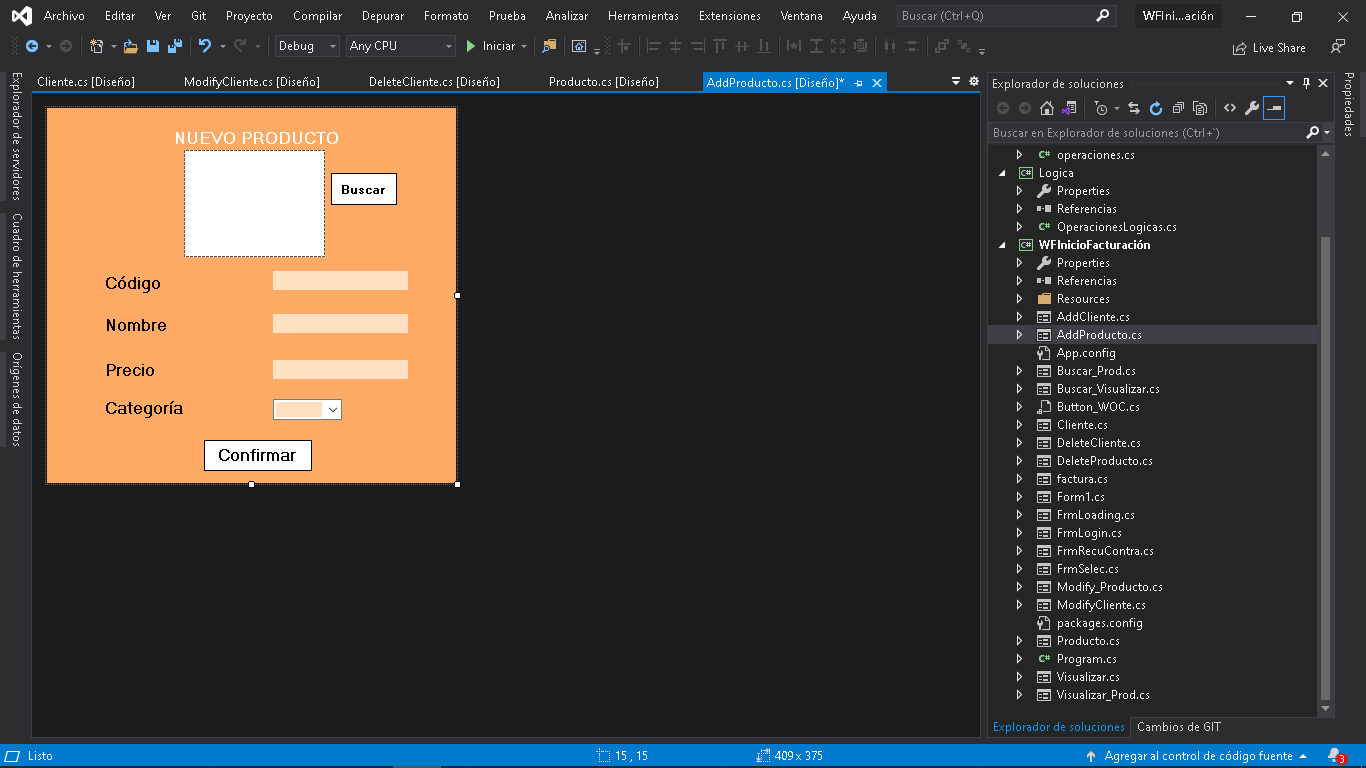 Archivo Editar Ver Git Proyecto Compilar Depurar Formato Prueba Analizar Herramientas Extensiones Ventana Ayuda Buscar (Ctrl+Q) WFIni...ación
Debug Any CPU Iniciar Live Share
Explorador de servidores
Cuadro de herramientas
Orígenes de datos
Cliente.cs [Diseño] ModifyCliente.cs [Diseño] DeleteCliente.cs [Diseño] Producto.cs [Diseño] AddProducto.cs [Diseño]*
NUEVO PRODUCTO
Buscar
Código
Nombre
Precio
Categoría
Confirmar
Explorador de soluciones
Buscar en Explorador de soluciones (Ctrl+`)
operaciones.cs
Logica
Properties
Referencias
OperacionesLogicas.cs
WFInicioFacturación
Properties
Referencias
Resources
AddCliente.cs
AddProducto.cs
App.config
Buscar_Prod.cs
Buscar_Visualizar.cs
Button_WOC.cs
Cliente.cs
DeleteCliente.cs
DeleteProducto.cs
factura.cs
Form1.cs
FrmLoading.cs
FrmLogin.cs
FrmRecuContra.cs
FrmSelec.cs
Modify_Producto.cs
ModifyCliente.cs
packages.config
Producto.cs
Program.cs
Visualizar.cs
Visualizar_Prod.cs
Explorador de soluciones Cambios de GIT
Propiedades
Listo 15 , 15 409 x 375 Agregar al control de código fuente 3